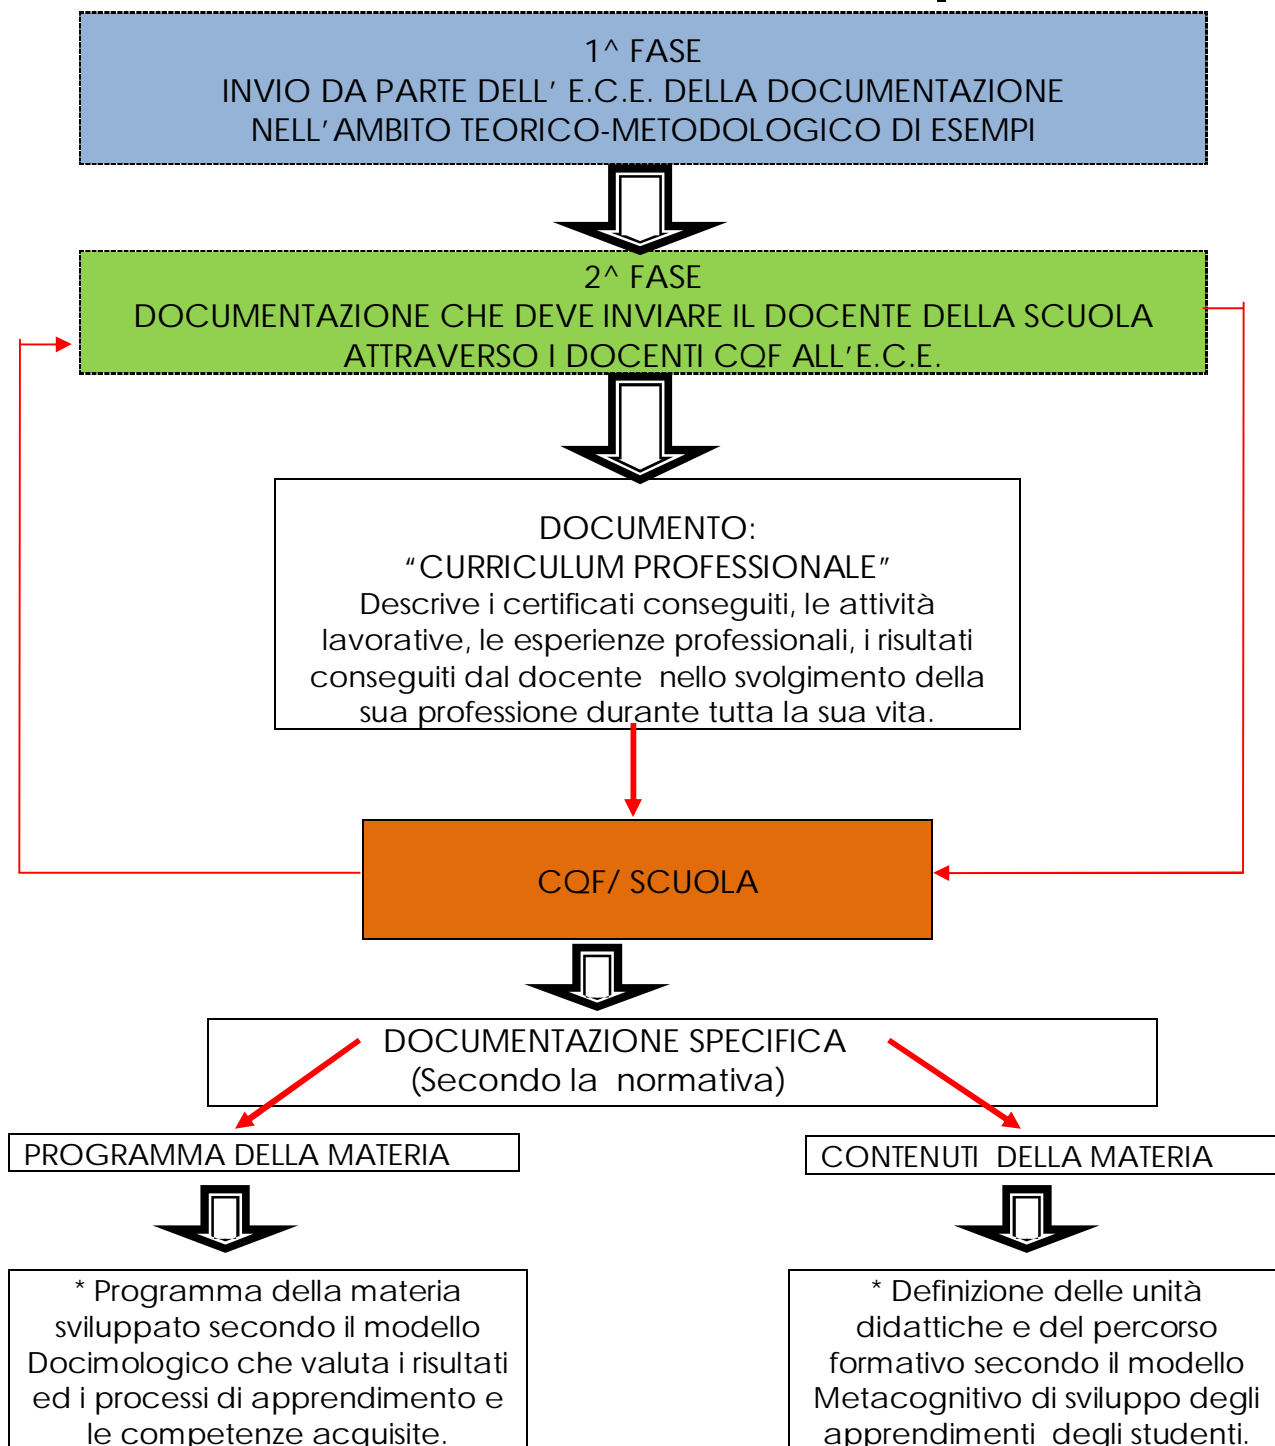 1^ FASE
INVIO DA PARTE DELL’ E.C.E. DELLA DOCUMENTAZIONE
NELL’AMBITO TEORICO-METODOLOGICO DI ESEMPI
2^ FASE
DOCUMENTAZIONE CHE DEVE INVIARE IL DOCENTE DELLA SCUOLA
ATTRAVERSO I DOCENTI CQF ALL’E.C.E.
DOCUMENTO:
“CURRICULUM PROFESSIONALE”
Descrive i certificati conseguiti, le attività
lavorative, le esperienze professionali, i risultati
conseguiti dal docente nello svolgimento della
sua professione durante tutta la sua vita.
CQF/ SCUOLA
DOCUMENTAZIONE SPECIFICA
(Secondo la normativa)
PROGRAMMA DELLA MATERIA
CONTENUTI DELLA MATERIA
* Programma della materia
sviluppato secondo il modello
Docimologico che valuta i risultati
ed i processi di apprendimento e
le competenze acquisite.
* Definizione delle unità
didattiche e del percorso
formativo secondo il modello
Metacognitivo di sviluppo degli
apprendimenti degli studenti.